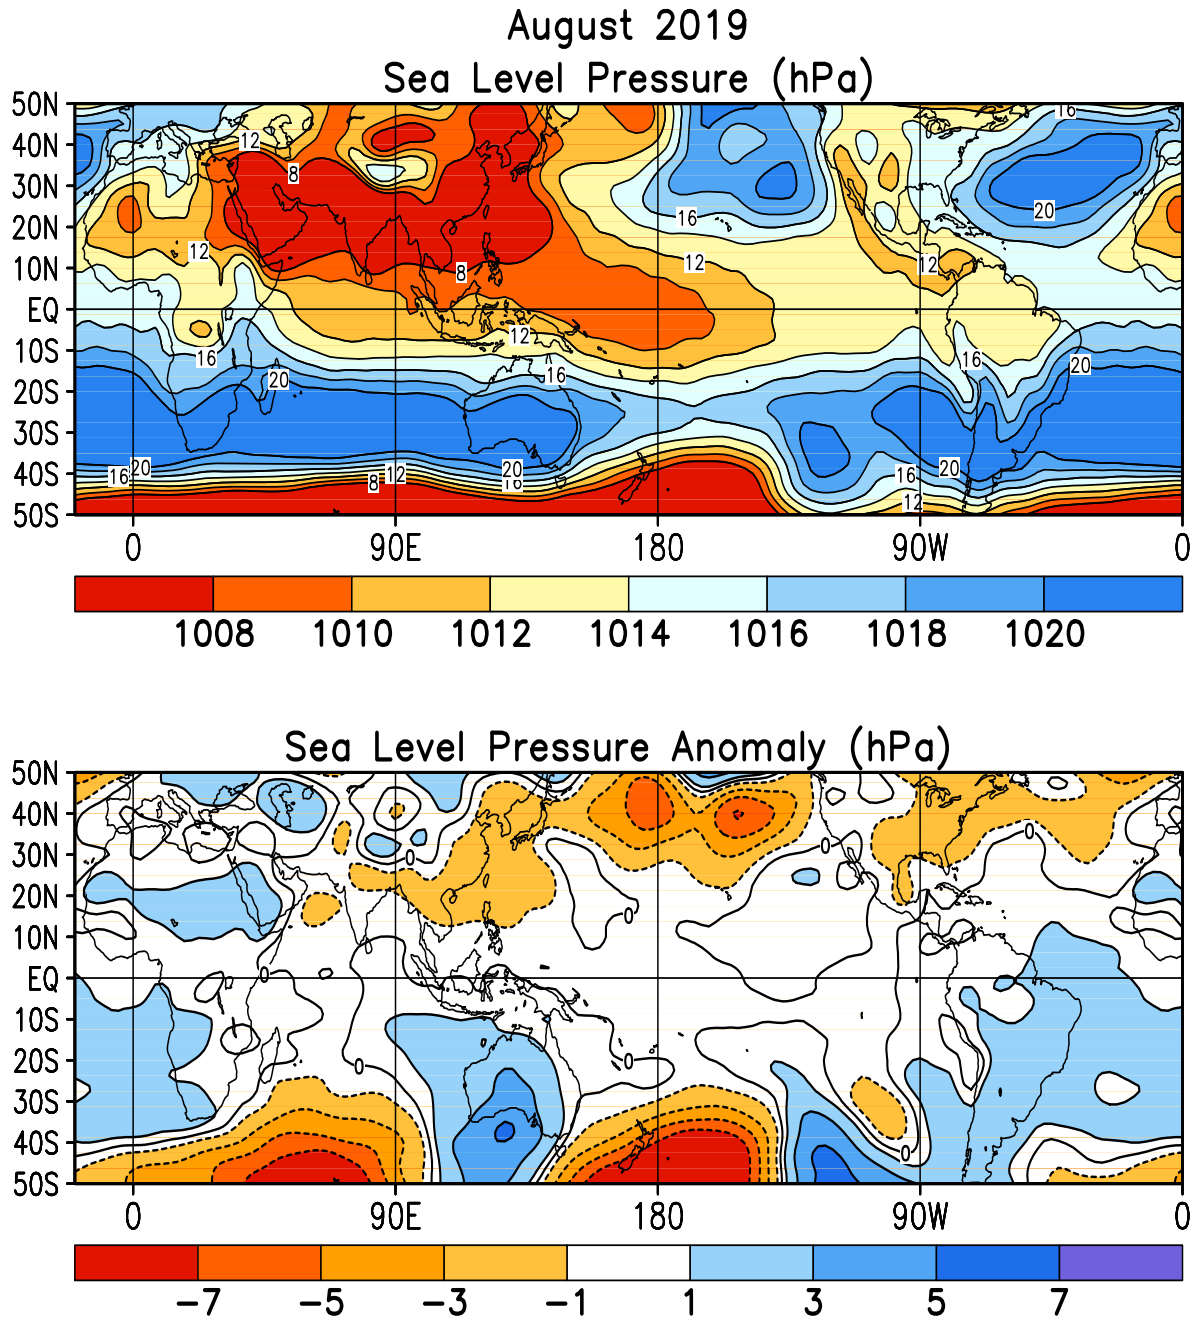 August 2019
Sea Level Pressure (hPa)
50N
16
40N
12
30N
8
20
20N
16
12
12
12
10N
8
EQ
12
10S
16
16
20
20S
20
16
30S
40S
16 20
12
20
16
20
50S
8
16
12
0 90E 180 90W 0
1008 1010 1012 1014 1016 1018 1020
Sea Level Pressure Anomaly (hPa)
50N
40N
0
30N
0
0
20N
0
10N
EQ
0
10S
20S
0
0
30S
40S
0
50S
0 90E 180 90W 0
−7 −5 −3 −1 1 3 5 7